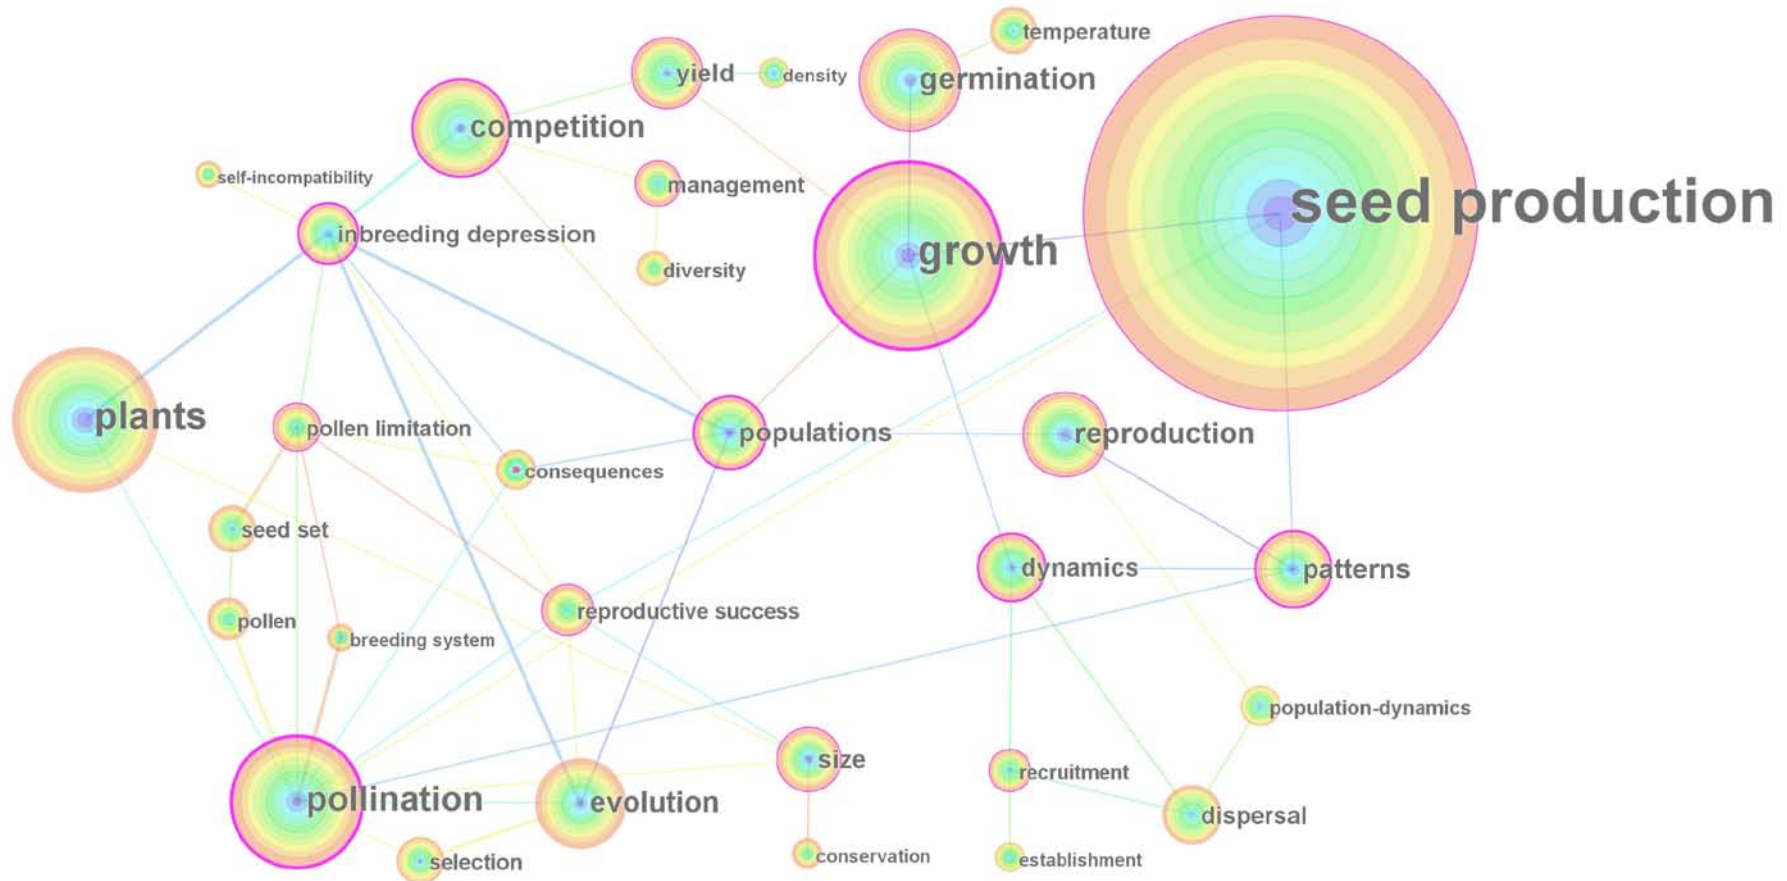 temperature
yield
density
germination
competition
self-incompatibility
management
seed production
inbreeding depression
growth
diversity
plants
pollen limitation
populations
reproduction
consequences
seed set
dynamics
patterns
reproductive success
pollen
breeding system
population-dynamics
size
recruitment
pollination
evolution
dispersal
selection
conservation
establishment